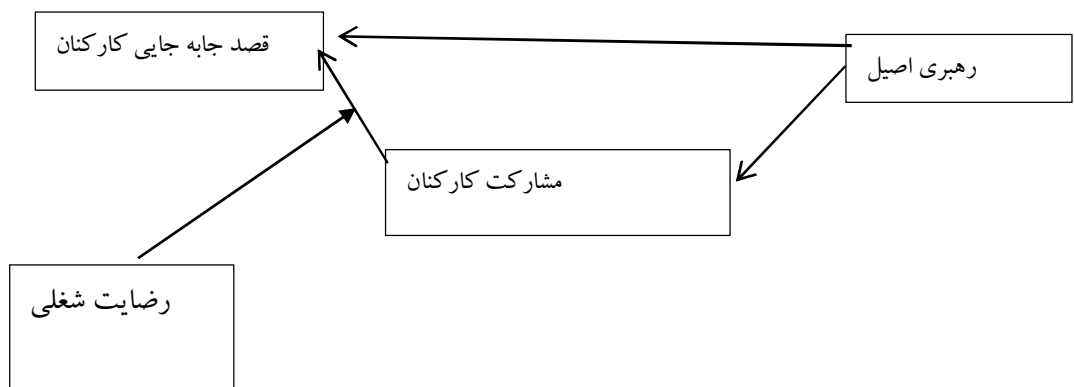 قصد جابه جایی کارکنان
رهبری اصیل
مشارکت کارکنان
رضایت شغلی